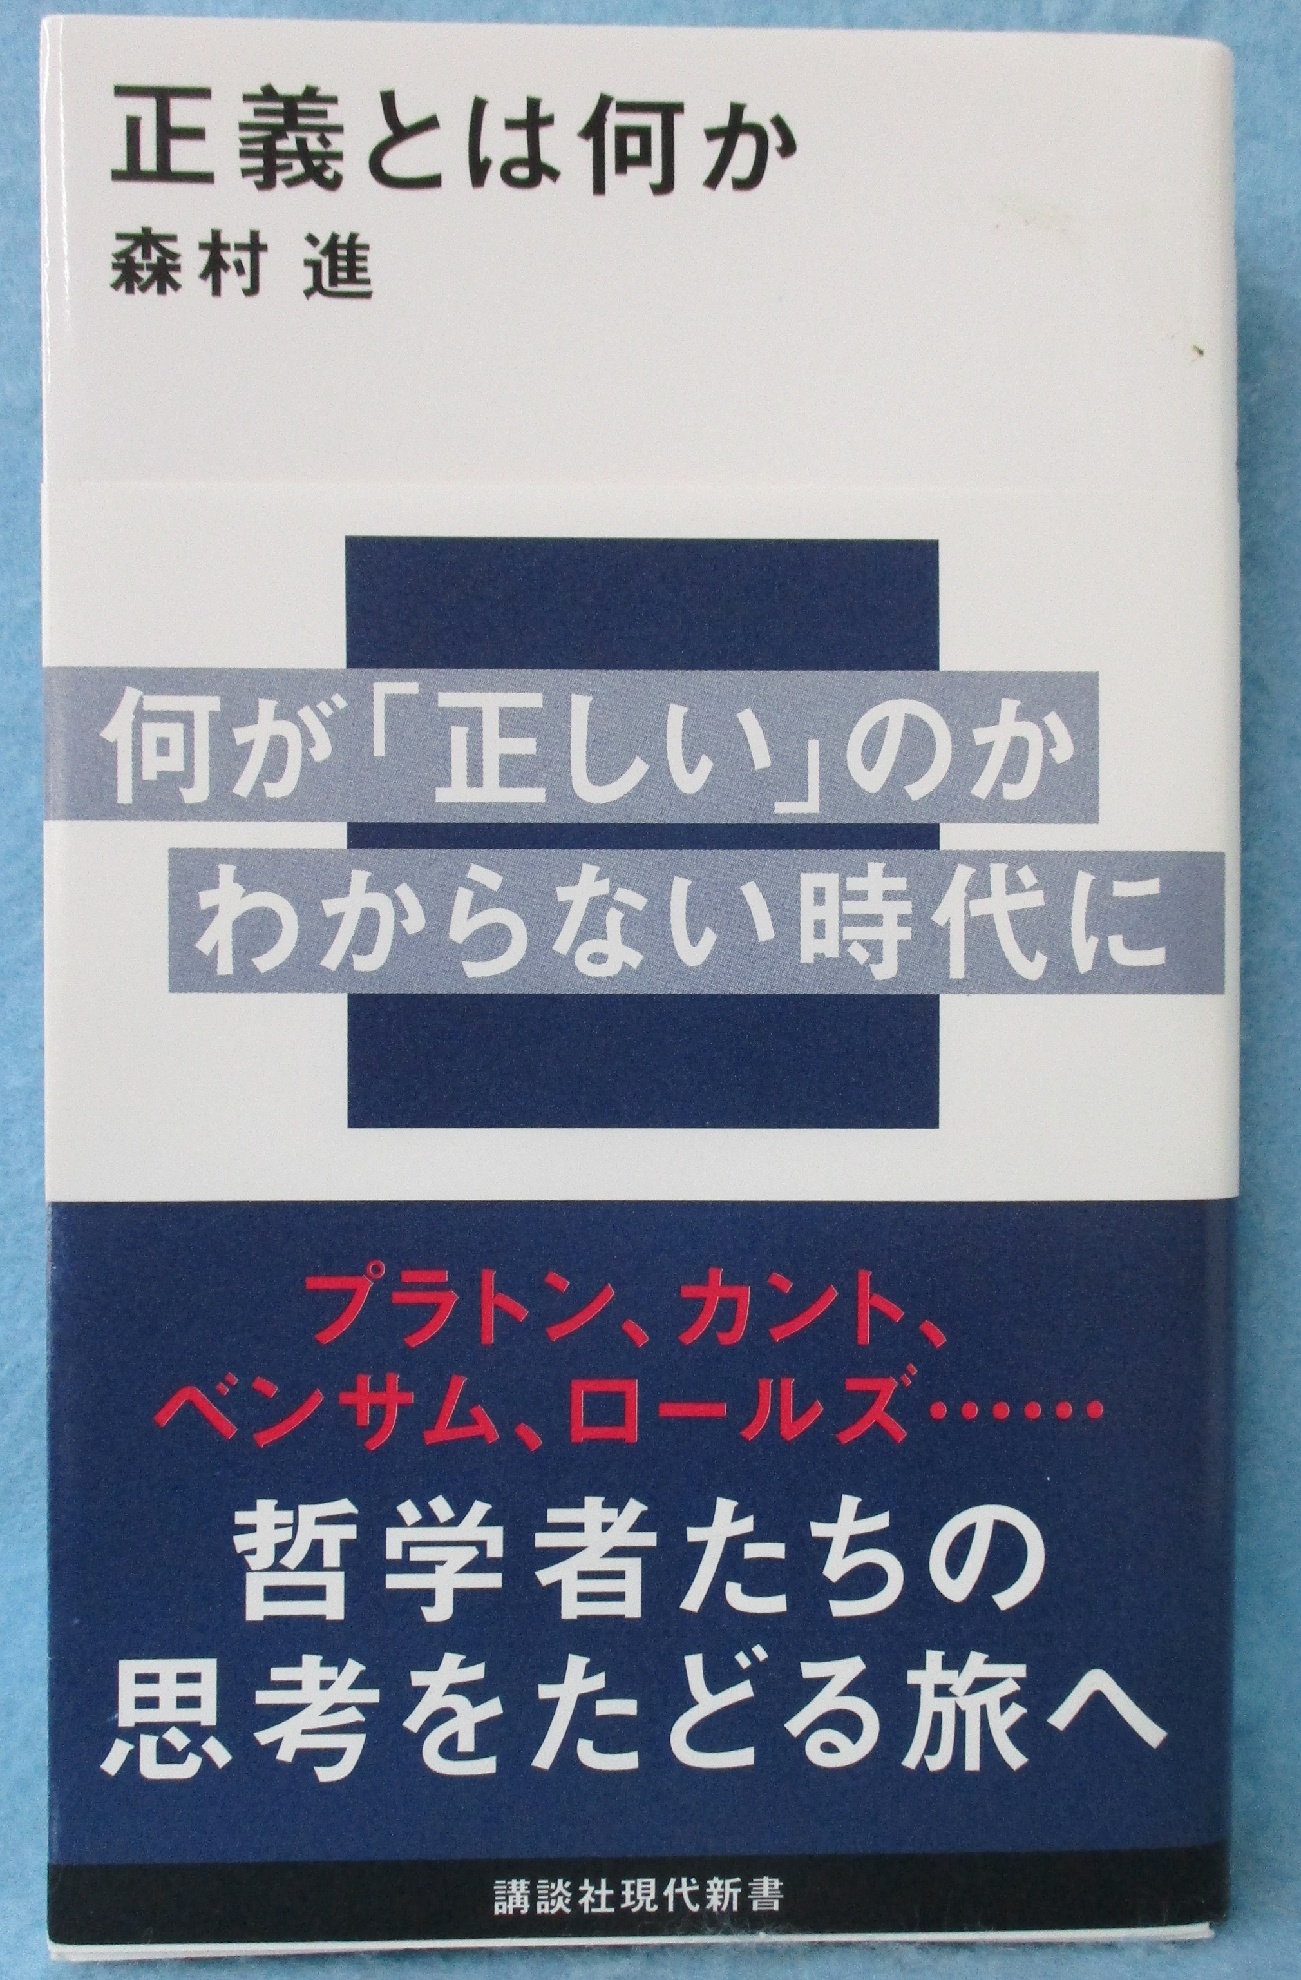 正義とは何か
森村 進
何が「正しい」のか
わからない時代に
プラトン、カント、
ベンサム、ロールズ……
哲学者たちの
思考をたどる旅へ
講談社現代新書